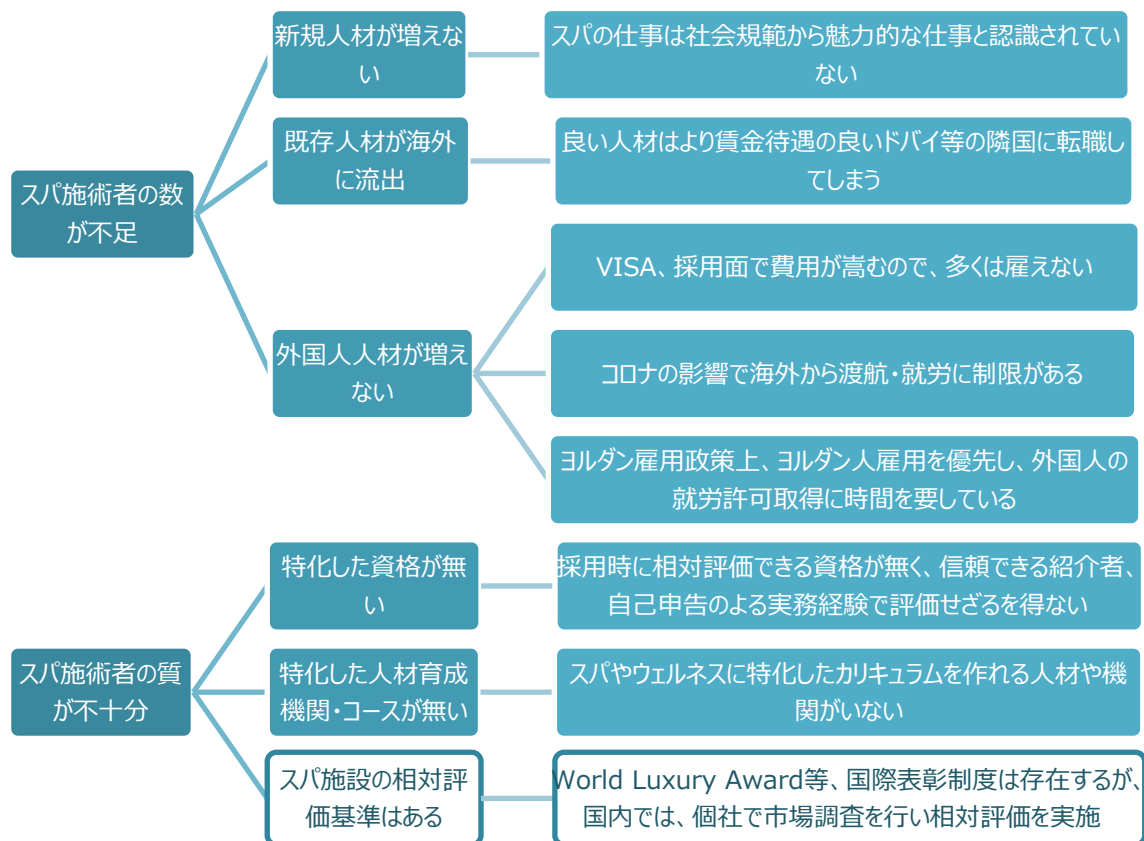 新規人材が増えな
い
スパの仕事は社会規範から魅力的な仕事と認識されてい
ない
既存人材が海外
に流出
良い人材はより賃金待遇の良いドバイ等の隣国に転職し
てしまう
スパ施術者の数
が不足
VISA、採用面で費用が嵩むので、多くは雇えない
外国人人材が増え
ない
コロナの影響で海外から渡航・就労に制限がある
ヨルダン雇用政策上、ヨルダン人雇用を優先し、外国人の
就労許可取得に時間を要している
特化した資格が無
い
採用時に相対評価できる資格が無く、信頼できる紹介者、
自己申告のよる実務経験で評価せざるを得ない
スパ施術者の質
が不十分
特化した人材育成
機関・コースが無い
スパやウェルネスに特化したカリキュラムを作れる人材や機
関がいない
スパ施設の相対評
価基準はある
World Luxury Award等、国際表彰制度は存在するが、
国内では、個社で市場調査を行い相対評価を実施